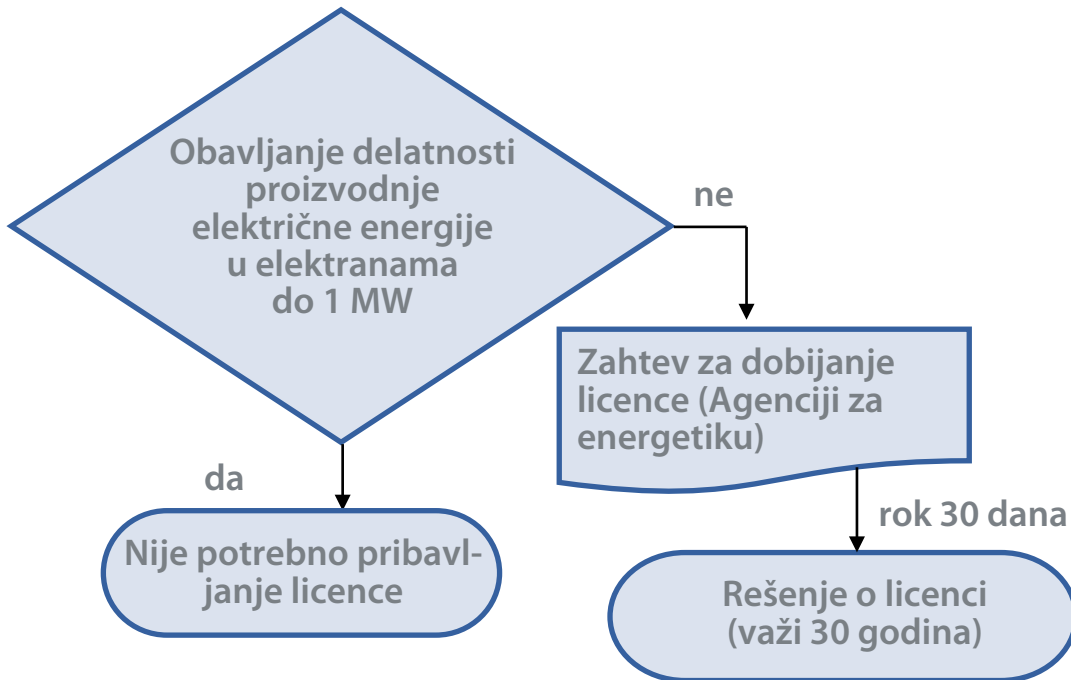 Obavljanje delatnosti
proizvodnje
električne energije
u elektranama
do 1 MW
ne
Zahtev za dobijanje
licence (Agenciji za
energetiku)
da
rok 30 dana
Nije potrebno pribavl-
janje licence
Rešenje o licenci
(važi 30 godina)